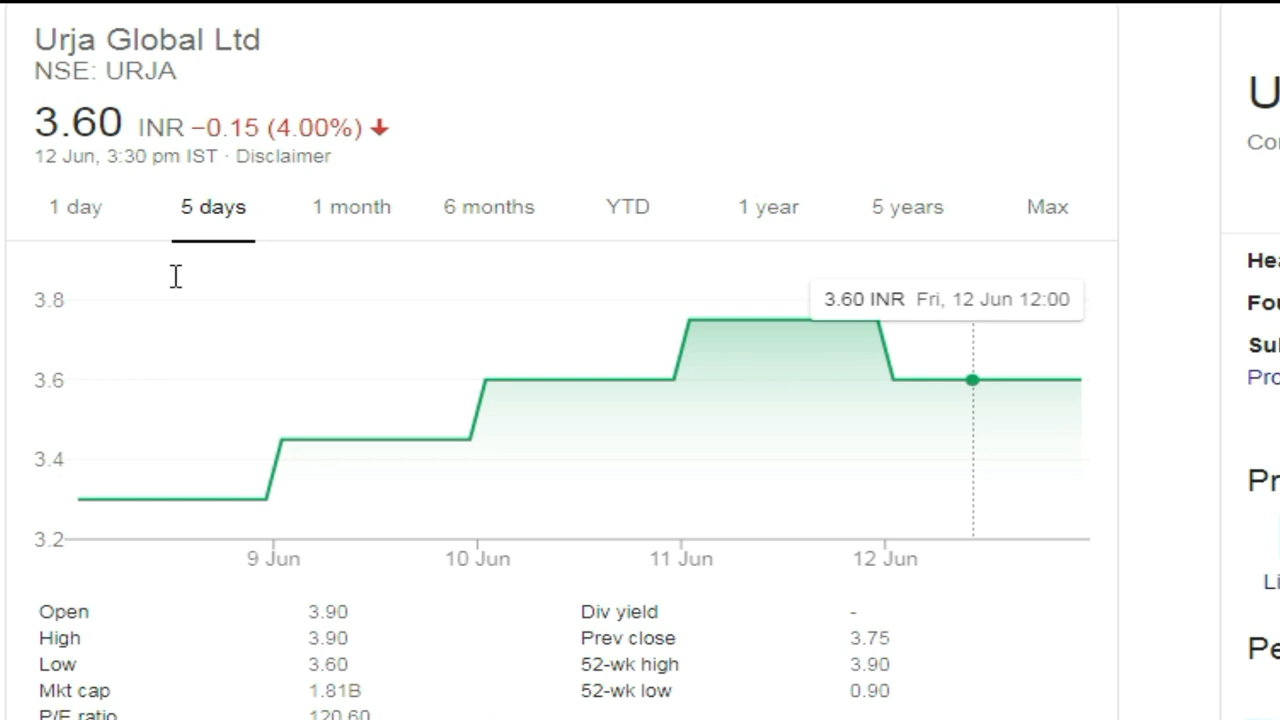 Urja Global Ltd
NSE: URJA
3.60 INR −0.15 (4.00%)
12 Jun, 3:30 pm IST · Disclaimer
1 day 5 days 1 month 6 months YTD 1 year 5 years Max
3.60 INR Fri, 12 Jun 12:00
3.8
3.6
3.4
3.2
9 Jun 10 Jun 11 Jun 12 Jun
Open 3.90 Div yield -
High 3.90 Prev close 3.75
Low 3.60 52-wk high 3.90
Mkt cap 1.81B 52-wk low 0.90
P/E ratio 120.60